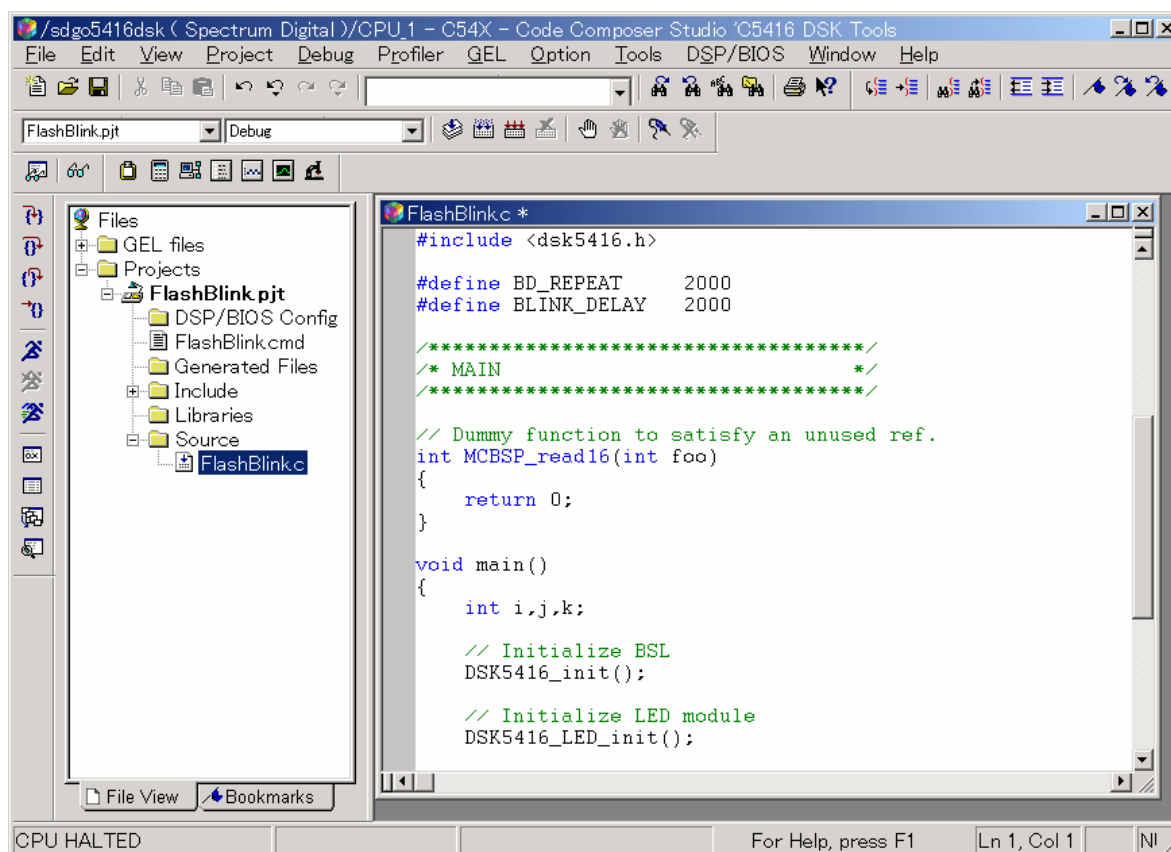 /sdgo5416dsk ( Spectrum Digital )/CPU_1 - C54X - Code Composer Studio 'C5416 DSK Tools
File Edit View Project Debug Profiler GEL Option Tools DSP/BIOS Window Help
FlashBlink.pjt Debug
Files
GEL files
Projects
FlashBlink.pjt
DSP/BIOS Config
FlashBlink.cmd
Generated Files
Include
Libraries
Source
FlashBlink.c
File View Bookmarks
FlashBlink.c *
#include <dsk5416.h>
#define BD_REPEAT 2000
#define BLINK_DELAY 2000
/***********************************/
/* MAIN */
/***********************************/
// Dummy function to satisfy an unused ref.
int MCBSP_read16(int foo)
{
return 0;
}
void main()
{
int i,j,k;
// Initialize BSL
DSK5416_init();
// Initialize LED module
DSK5416_LED_init();
CPU HALTED For Help, press F1 Ln 1, Col 1